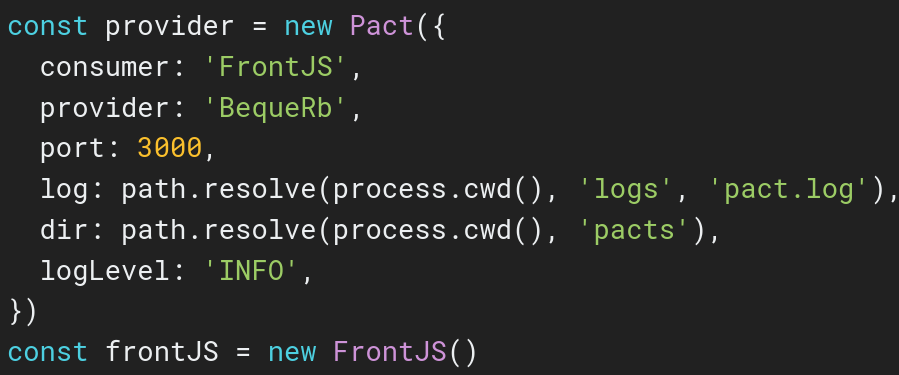 const provider = new Pact({
  consumer: 'FrontJS',
  provider: 'BequeRb',
  port: 3000,
  log: path.resolve(process.cwd(), 'logs', 'pact.log'),
  dir: path.resolve(process.cwd(), 'pacts'),
  logLevel: 'INFO',
})
const frontJS = new FrontJS()